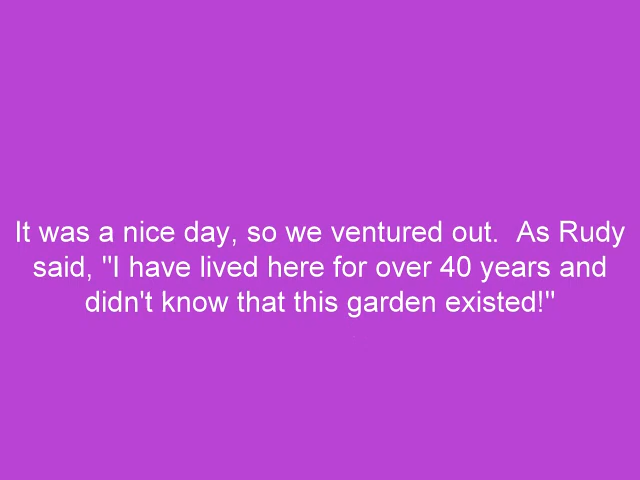 It was a nice day, so we ventured out.  As Rudy
said, "I have lived here for over 40 years and
didn't know that this garden existed!"